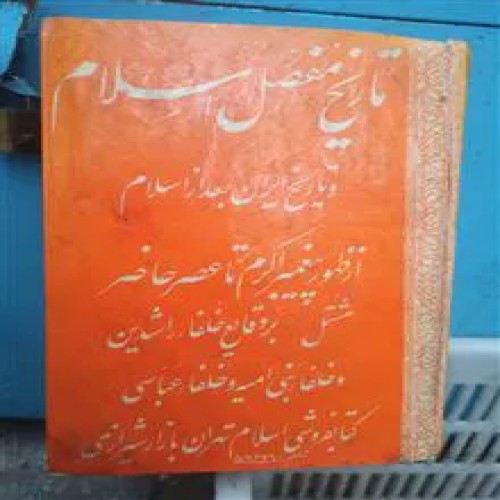 تاریخ مفصل اسلام
و تاریخ ایران بعد از اسلام
از ظهور پیغمبر اکرم تا عصر حاضر
مشتمل بر وقایع خلفاء راشدین
و خلفا بنی امیه و خلفاء عباسی
کتابفروشی اسلام تهران بازار شیرازی